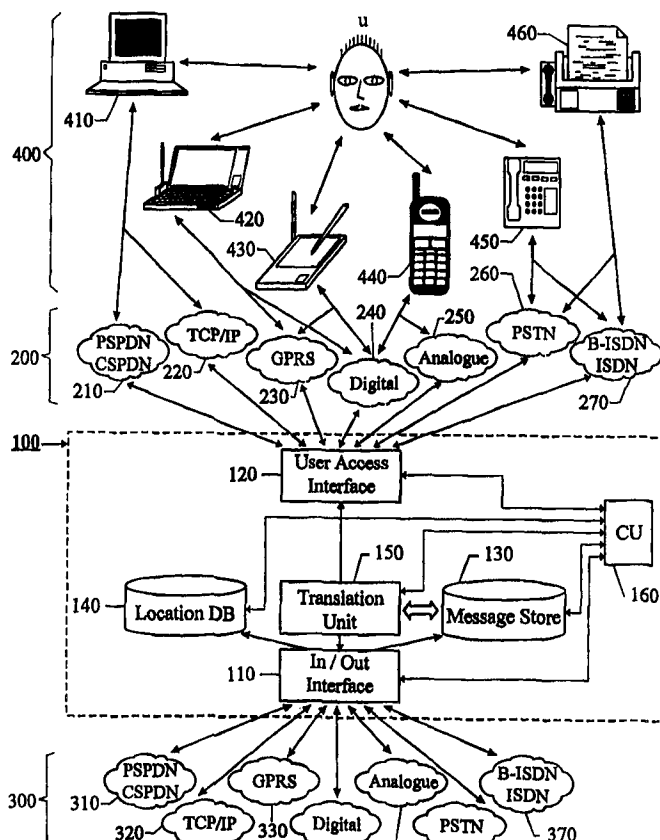 u
460
410
400
420
430
440
450
260
240
250
PSPDN
CSPDN
TCP/IP
GPRS
Digital
Analogue
PSTN
B-ISDN
ISDN
200
210
220
230
270
100
120
User Access
Interface
CU
160
150
130
140
Location DB
Translation
Unit
Message Store
110
In / Out
Interface
300
PSPDN
CSPDN
GPRS
Analogue
B-ISDN
ISDN
310
320
TCP/IP
330
Digital
PSTN
370